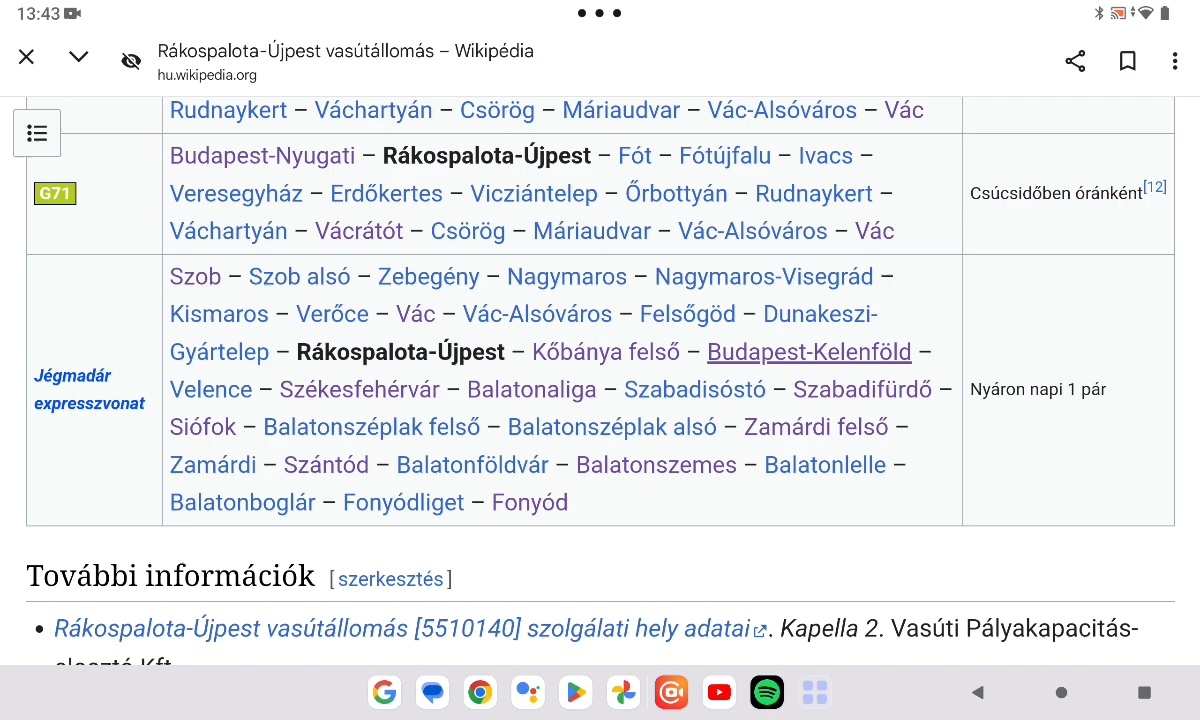 13:43
Rákospalota-Újpest vasútállomás – Wikipédia
hu.wikipedia.org
Rudnaykert – Váchartyán – Csörög – Máriaudvar – Vác-Alsóváros – Vác
G71
Budapest-Nyugati – Rákospalota-Újpest – Fót – Fótújfalu – Ivacs –
Veresegyház – Erdőkertes – Vicziántelep – Őrbottyán – Rudnaykert –
Váchartyán – Vácrátót – Csörög – Máriaudvar – Vác-Alsóváros – Vác
Csúcsidőben óránként[12]
Jégmadár
expresszvonat
Szob – Szob alsó – Zebegény – Nagymaros – Nagymaros-Visegrád –
Kismaros – Verőce – Vác – Vác-Alsóváros – Felsőgöd – Dunakeszi-
Gyártelep – Rákospalota-Újpest – Kőbánya felső – Budapest-Kelenföld –
Velence – Székesfehérvár – Balatonaliga – Szabadisóstó – Szabadifürdő –
Siófok – Balatonszéplak felső – Balatonszéplak alsó – Zamárdi felső –
Zamárdi – Szántód – Balatonföldvár – Balatonszemes – Balatonlelle –
Balatonboglár – Fonyódliget – Fonyód
Nyáron napi 1 pár
További információk [szerkesztés]
• Rákospalota-Újpest vasútállomás [5510140] szolgálati hely adatai. Kapella 2. Vasúti Pályakapacitás-
elosztó Kft.